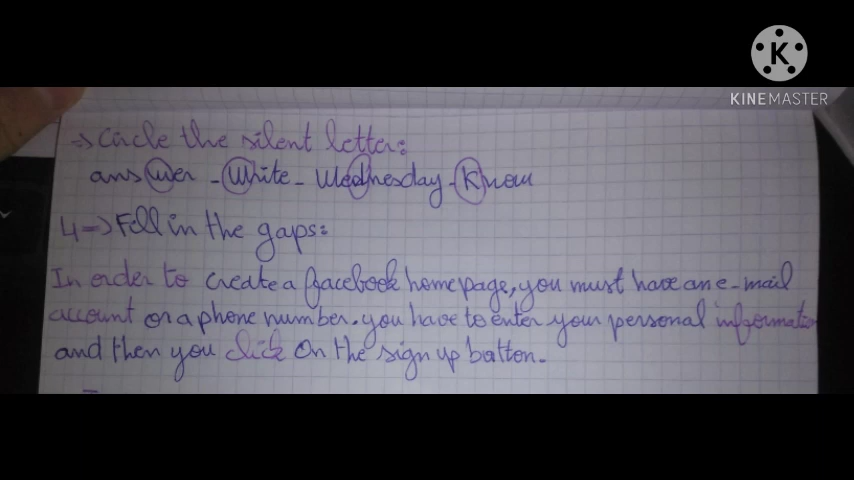 KINEMASTER
=> Circle the silent letter:
answer - White - Wednesday - Know
4=> Fill in the gaps:
In order to create a facebook homepage, you must have an e-mail
account or a phone number. you have to enter your personal informatio
and then you click on the sign up botton.